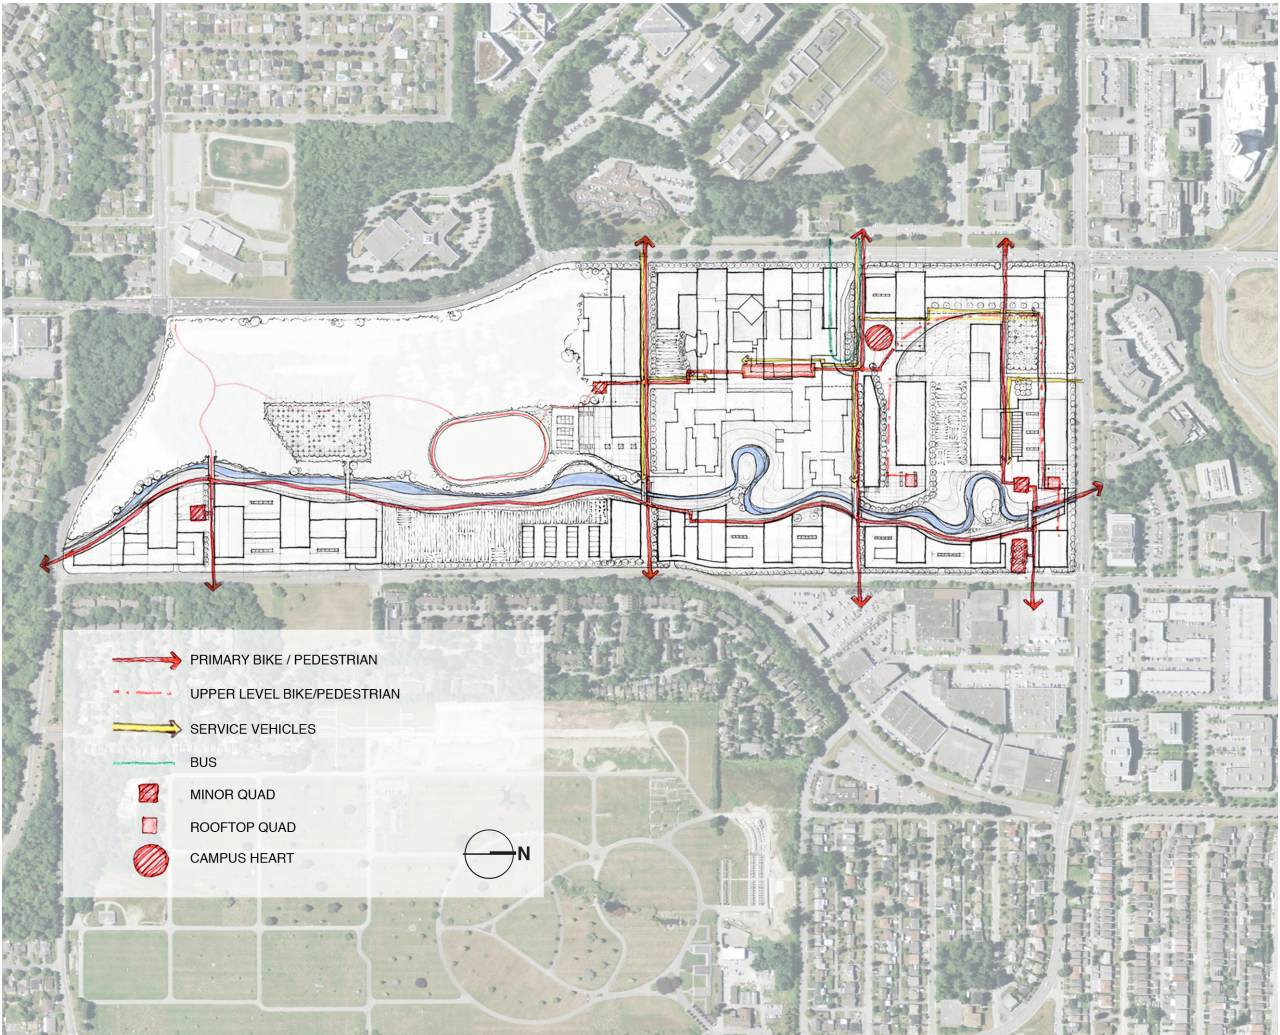 PRIMARY BIKE / PEDESTRIAN
UPPER LEVEL BIKE/PEDESTRIAN
SERVICE VEHICLES
BUS
MINOR QUAD
ROOFTOP QUAD
CAMPUS HEART
N